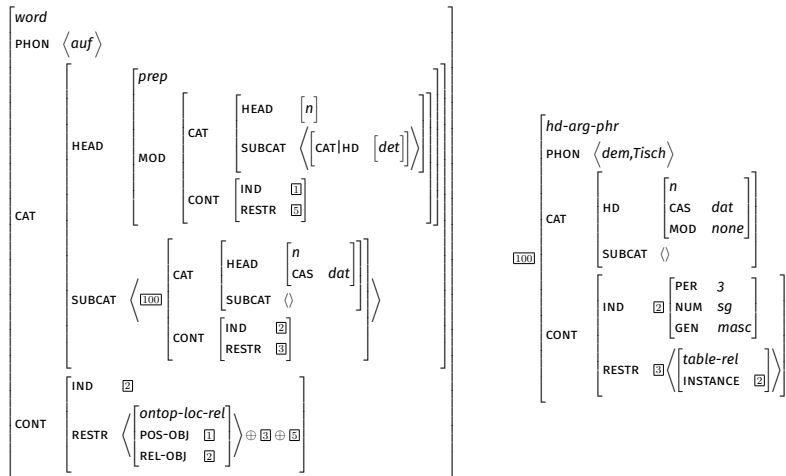 word
PHON ⟨auf⟩
CAT
HEAD
prep
MOD
CAT
HEAD [n]
SUBCAT ⟨[CAT|HD [det]]⟩
CONT
IND 1
RESTR 5
SUBCAT ⟨ 100
CAT
HEAD
n
CAS dat
SUBCAT ⟨⟩
CONT
IND 2
RESTR 3
⟩
CONT
IND 2
RESTR ⟨
ontop-loc-rel
POS-OBJ 1
REL-OBJ 2
⟩ ⊕ 3 ⊕ 5
100
hd-arg-phr
PHON ⟨dem,Tisch⟩
CAT
HD
n
CAS dat
MOD none
SUBCAT ⟨⟩
CONT
IND 2
PER 3
NUM sg
GEN masc
RESTR 3 ⟨
table-rel
INSTANCE 2
⟩